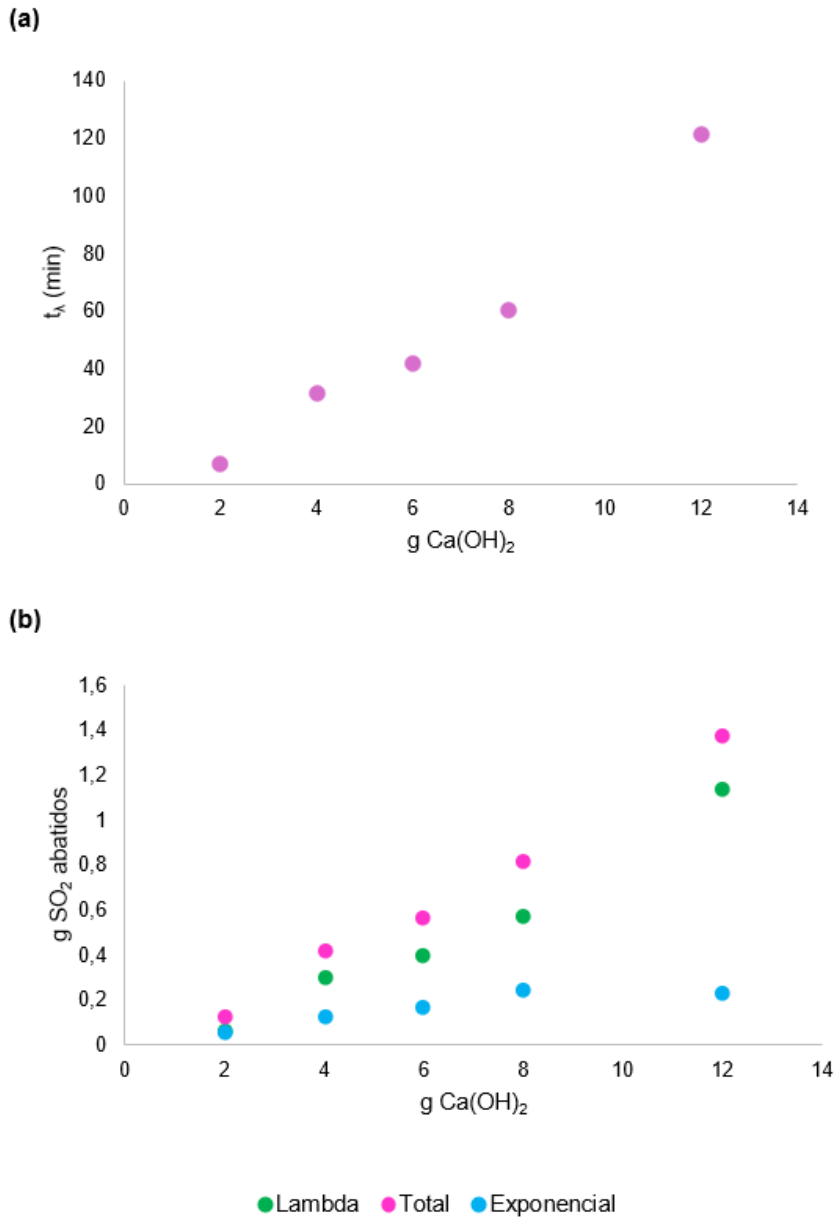 (a)
140
120
100
80
60
40
20
0
t_λ (min)
0 2 4 6 8 10 12 14
g Ca(OH)₂
(b)
1,6
1,4
1,2
1
0,8
0,6
0,4
0,2
0
g SO₂ abatidos
0 2 4 6 8 10 12 14
g Ca(OH)₂
Lambda Total Exponencial